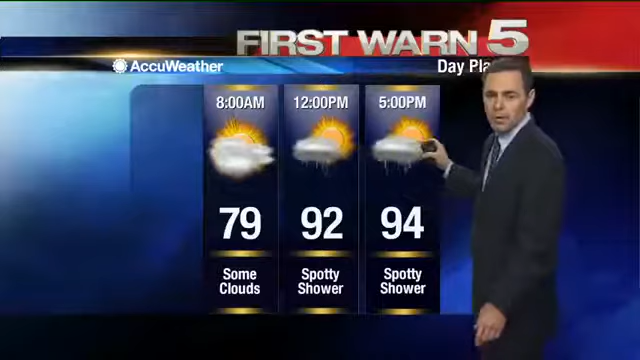 FIRST WARN 5
AccuWeather
Day Pla
8:00AM 12:00PM 5:00PM
79 92 94
Some Spotty Spotty
Clouds Shower Shower